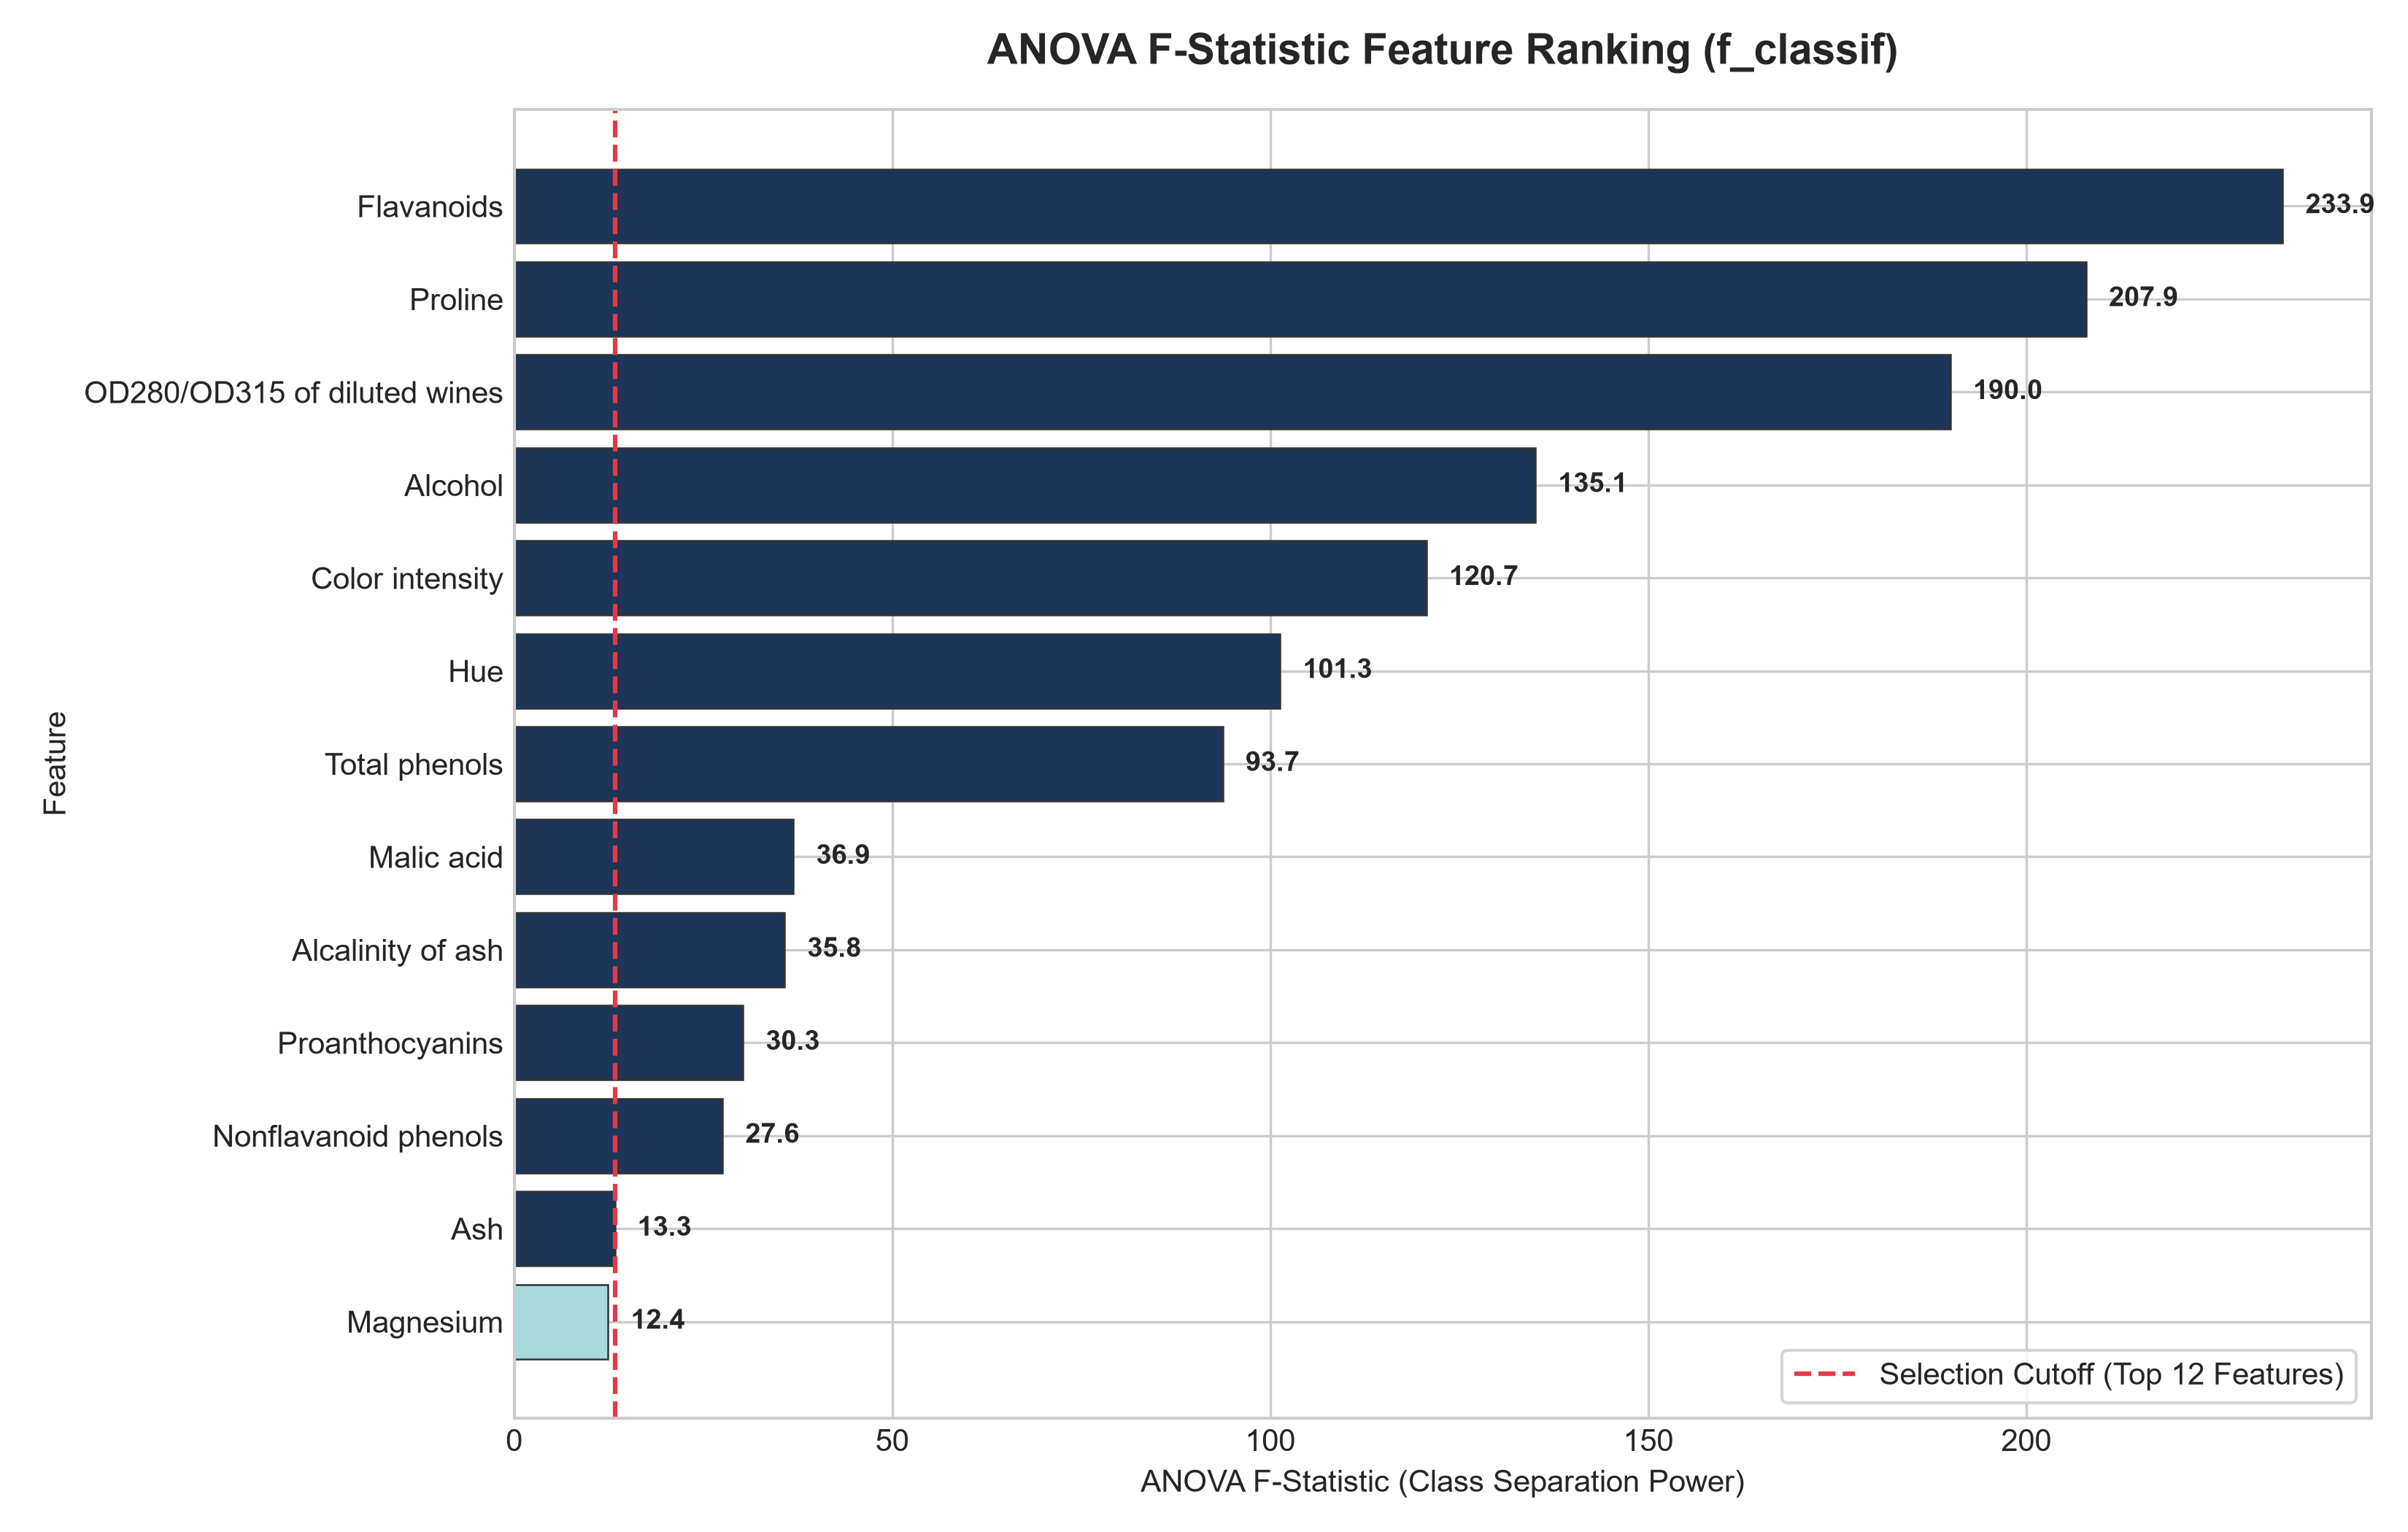 ANOVA F-Statistic Feature Ranking (f_classif)
Flavanoids 233.9
Proline 207.9
OD280/OD315 of diluted wines 190.0
Alcohol 135.1
Color intensity 120.7
Hue 101.3
Total phenols 93.7
Malic acid 36.9
Alcalinity of ash 35.8
Proanthocyanins 30.3
Nonflavanoid phenols 27.6
Ash 13.3
Magnesium 12.4
Feature
Selection Cutoff (Top 12 Features)
0 50 100 150 200
ANOVA F-Statistic (Class Separation Power)